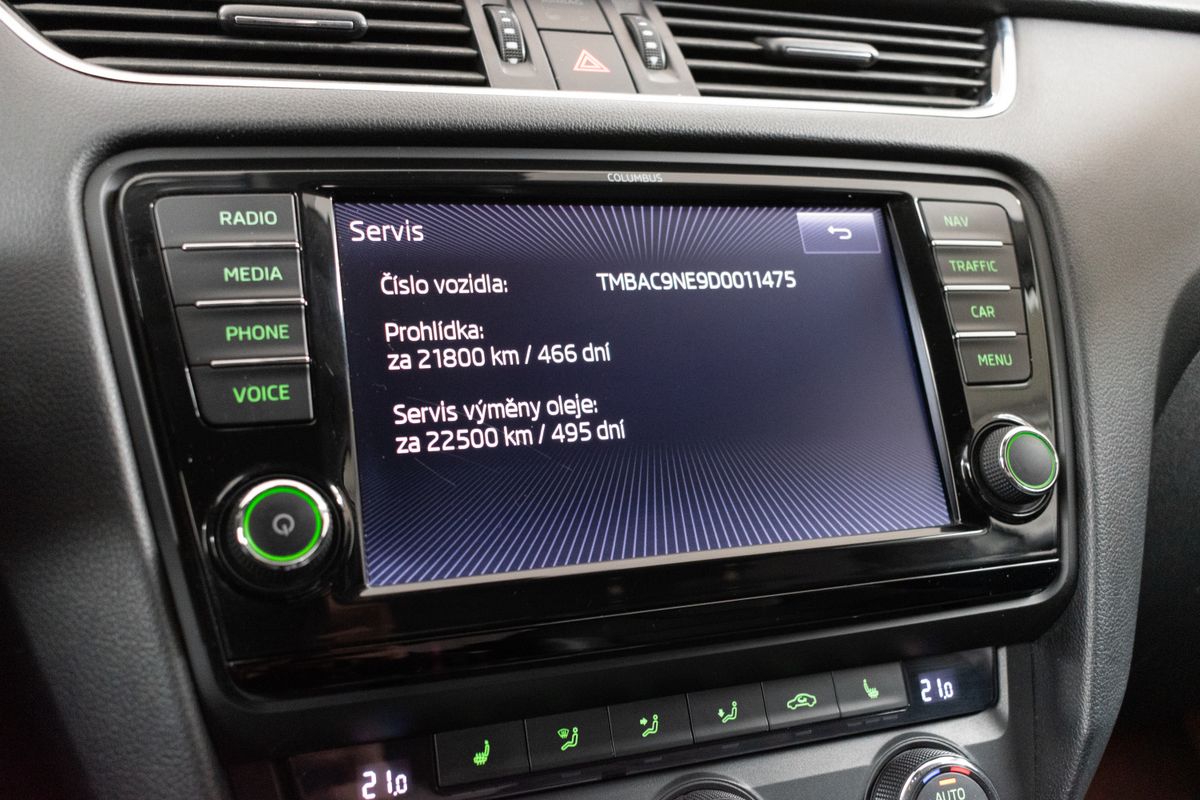 COLUMBUS
RADIO
MEDIA
PHONE
VOICE
Servis
Číslo vozidla: TMBAC9NE9D0011475
Prohlídka:
za 21800 km / 466 dní
Servis výměny oleje:
za 22500 km / 495 dní
NAV
TRAFFIC
CAR
MENU
21,0
21,0
AUTO